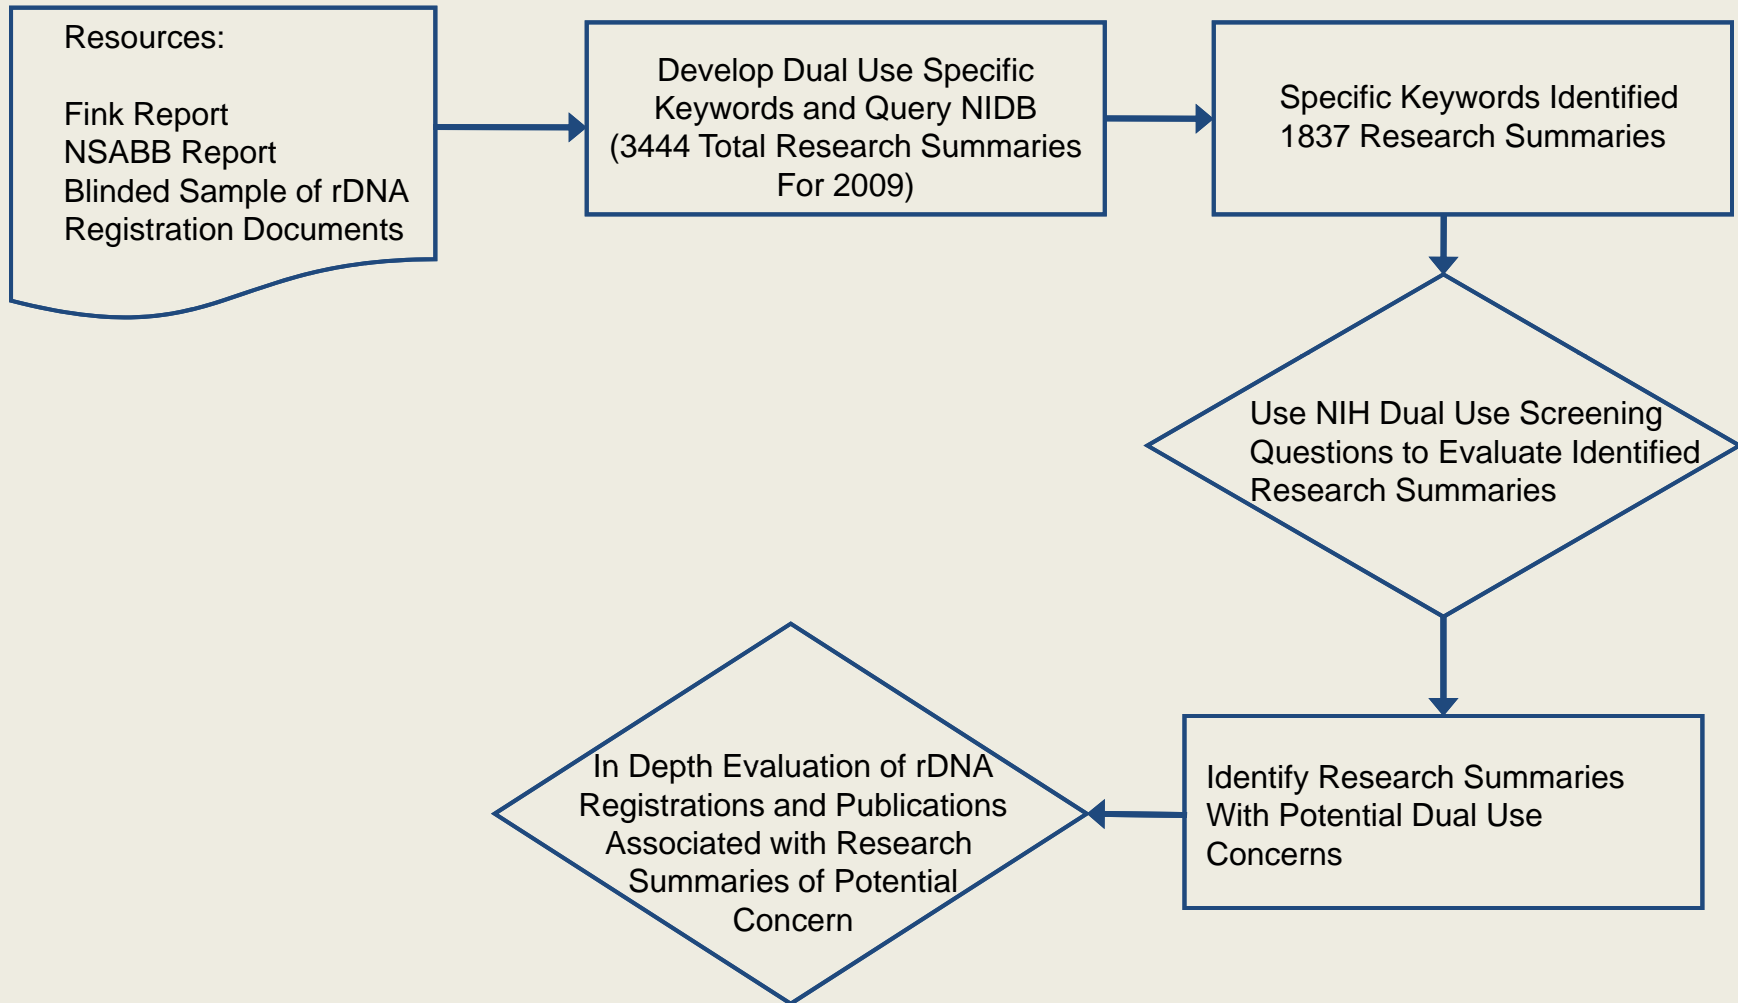 Resources:
Fink Report
NSABB Report
Blinded Sample of rDNA
Registration Documents
Develop Dual Use Specific
Keywords and Query NIDB
(3444 Total Research Summaries
For 2009)
Specific Keywords Identified
1837 Research Summaries
Use NIH Dual Use Screening
Questions to Evaluate Identified
Research Summaries
Identify Research Summaries
With Potential Dual Use
Concerns
In Depth Evaluation of rDNA
Registrations and Publications
Associated with Research
Summaries of Potential
Concern